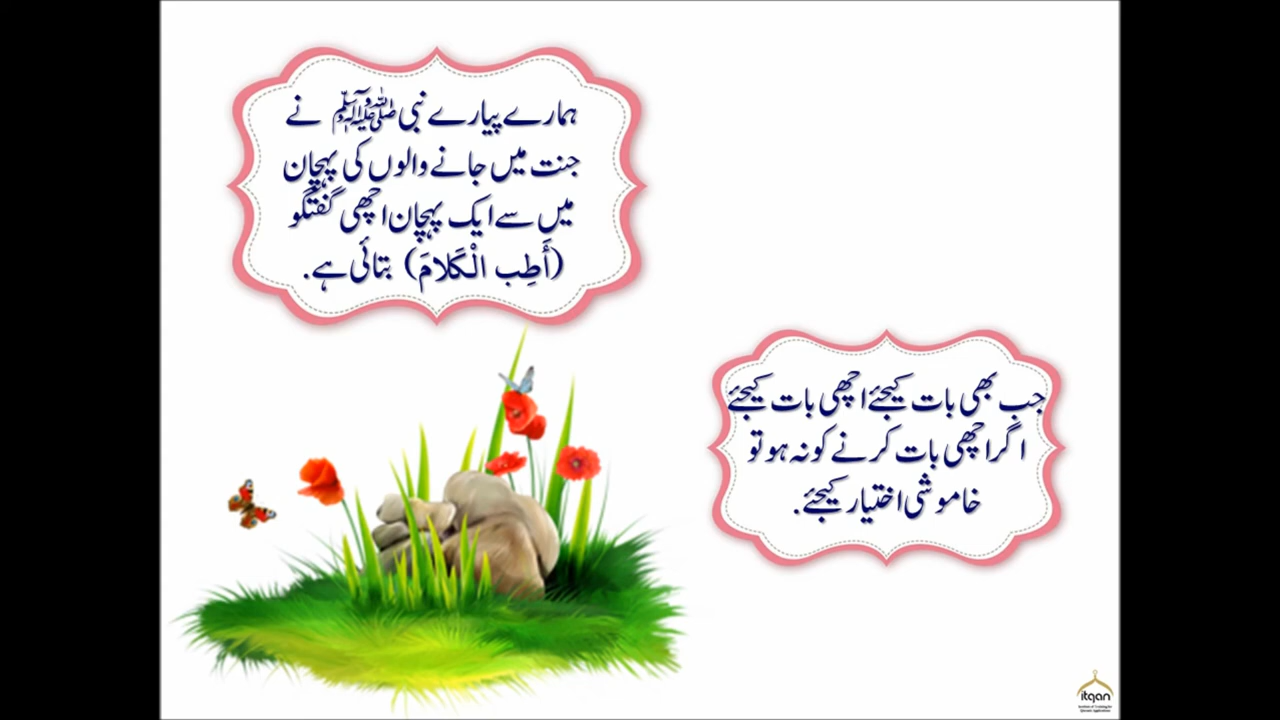 ہمارے پیارے نبی ﷺ نے
جنت میں جانے والوں کی پہچان
میں سے ایک پہچان اچھی گفتگو
(أَطِب الْكَلامَ) بتائی ہے.
جب بھی بات کیجئے اچھی بات کیجئے
اگر اچھی بات کرنے کو نہ ہو تو
خاموشی اختیار کیجئے.
itqan